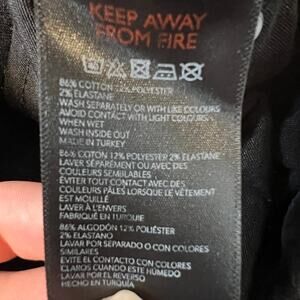 KEEP AWAY
FROM FIRE
86% COTTON 12% POLYESTER
2% ELASTANE
WASH SEPARATELY OR WITH LIKE COLOURS
AVOID CONTACT WITH LIGHT COLOURS
WHEN WET
WASH INSIDE OUT
MADE IN TURKEY
86% COTON 12% POLYESTER 2% ELASTANE
LAVER SÉPARÉMENT OU AVEC DES
COULEURS SEMBLABLES
ÉVITER TOUT CONTACT AVEC DES
COULEURS PÂLES LORSQUE LE VÊTEMENT
EST MOUILLÉ
LAVER À L'ENVERS
FABRIQUÉ EN TURQUIE
86% ALGODÓN 12% POLIÉSTER
2% ELASTANO
LAVAR POR SEPARADO O CON COLORES
SIMILARES
EVITE EL CONTACTO CON COLORES
CLAROS CUANDO ESTÉ HÚMEDO
LAVAR POR EL REVERSO
HECHO EN TURQUÍA